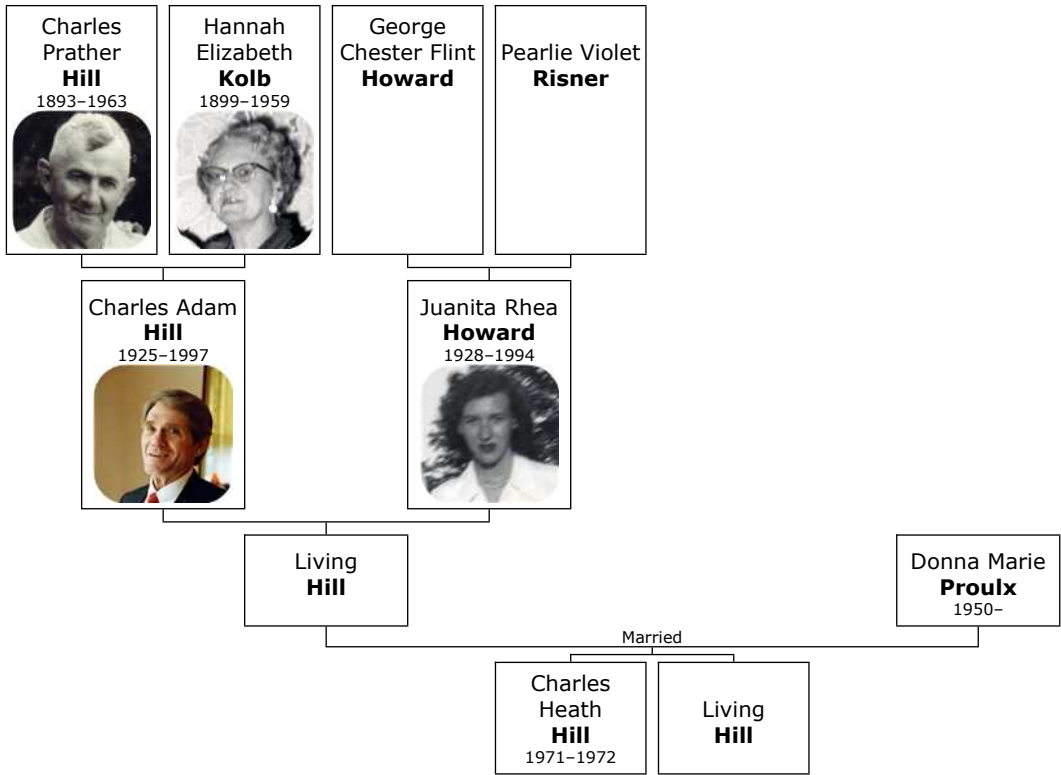 Charles
Prather
Hill
1893–1963
Hannah
Elizabeth
Kolb
1899–1959
George
Chester Flint
Howard
Pearlie Violet
Risner
Charles Adam
Hill
1925–1997
Juanita Rhea
Howard
1928–1994
Living
Hill
Donna Marie
Proulx
1950–
Married
Charles
Heath
Hill
1971–1972
Living
Hill